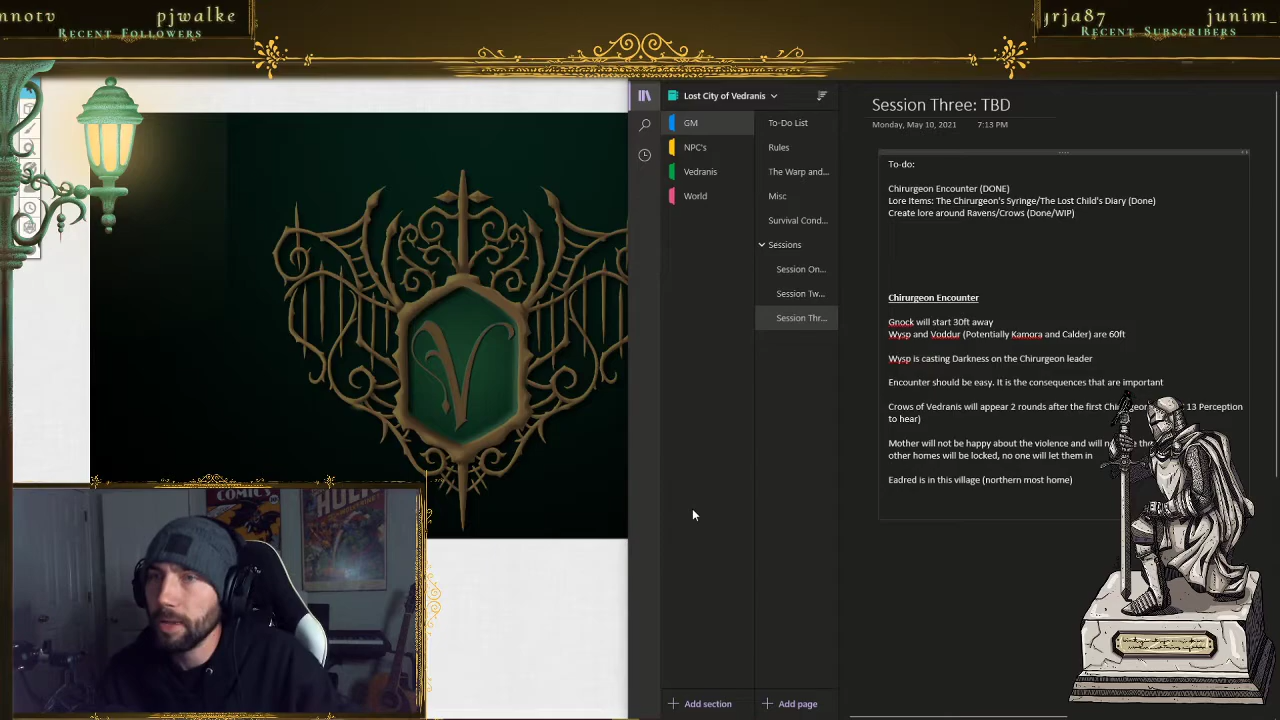 nnotv
pjwalke
RECENT FOLLOWERS
yrja87
junim_
RECENT SUBSCRIBERS
Lost City of Vedranis
GM
NPC's
Vedranis
World
To-Do List
Rules
The Warp and...
Misc
Survival Cond...
Sessions
Session On...
Session Tw...
Session Thr...
Add section
Add page
Session Three: TBD
Monday, May 10, 2021
7:13 PM
To-do:
Chirurgeon Encounter (DONE)
Lore Items: The Chirurgeon's Syringe/The Lost Child's Diary (Done)
Create lore around Ravens/Crows (Done/WIP)
Chirurgeon Encounter
Gnock will start 30ft away
Wysp and Voddur (Potentially Kamora and Calder) are 60ft
Wysp is casting Darkness on the Chirurgeon leader
Encounter should be easy. It is the consequences that are important
Crows of Vedranis will appear 2 rounds after the first 13 Perception
to hear)
Mother will not be happy about the violence and will
other homes will be locked, no one will let them in
Eadred is in this village (northern most home)
V
COMICS
HULK